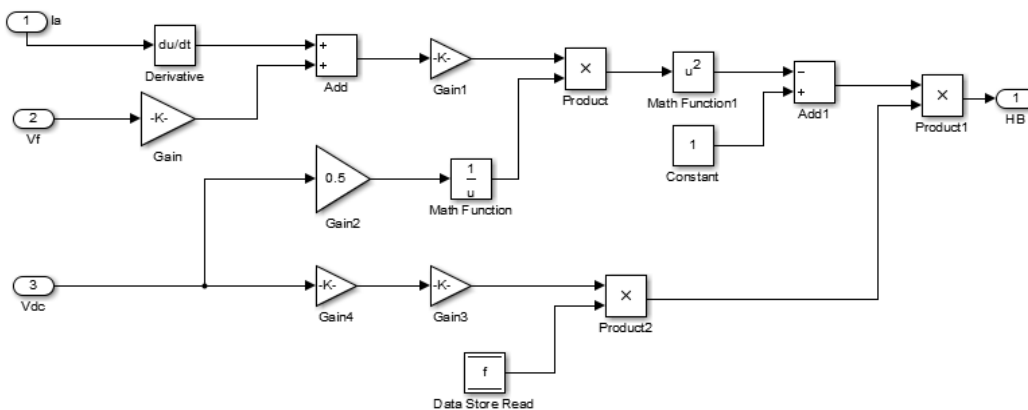 1
Ia
du/dt
Derivative
+
+
Add
-K-
Gain1
×
Product
u²
Math Function1
−
+
Add1
×
Product1
1
HB
2
Vf
-K-
Gain
1
Constant
0.5
Gain2
1
u
Math Function
3
Vdc
-K-
Gain4
-K-
Gain3
×
Product2
f
Data Store Read